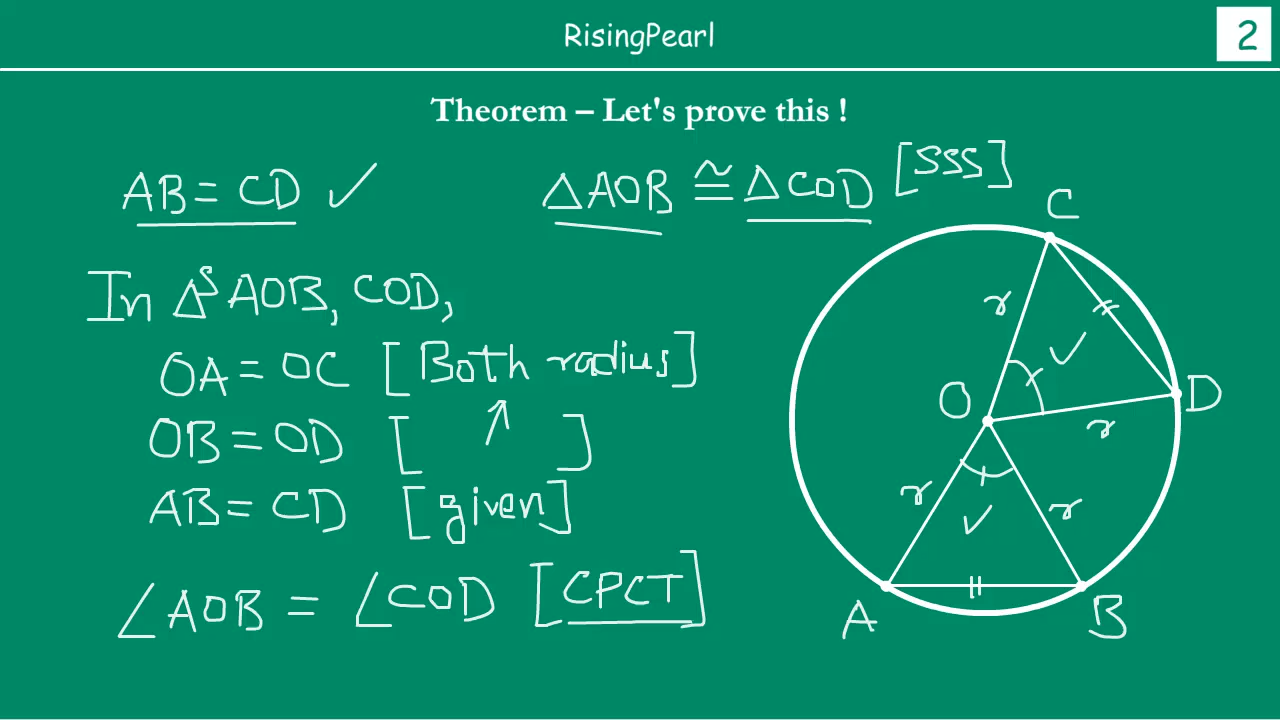 RisingPearl
2
Theorem – Let's prove this !
AB = CD ✓
△AOB ≅ △COD [SSS]
In △s AOB, COD,
OA = OC [Both radius]
OB = OD [ ↑ ]
AB = CD [given]
∠AOB = ∠COD [CPCT]
C
r
✓
D
O
r
r
✓
r
A
B